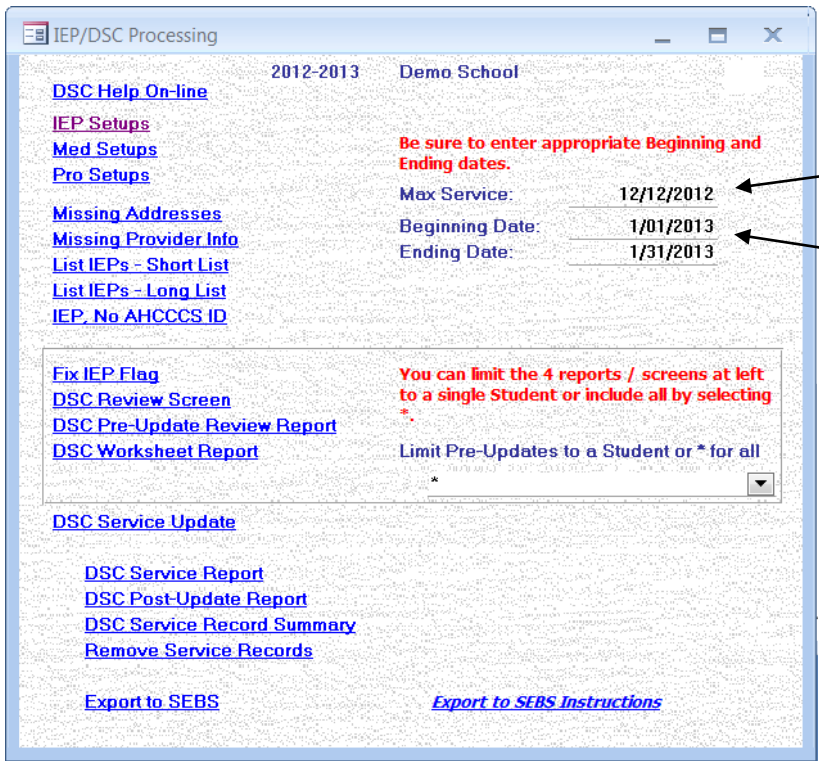 IEP/DSC Processing
2012-2013 Demo School
DSC Help On-line
IEP Setups
Med Setups
Pro Setups
Be sure to enter appropriate Beginning and
Ending dates.
Max Service: 12/12/2012
Beginning Date: 1/01/2013
Ending Date: 1/31/2013
Missing Addresses
Missing Provider Info
List IEPs - Short List
List IEPs - Long List
IEP, No AHCCCS ID
Fix IEP Flag
DSC Review Screen
DSC Pre-Update Review Report
DSC Worksheet Report
You can limit the 4 reports / screens at left
to a single Student or include all by selecting
*.
Limit Pre-Updates to a Student or * for all
*
DSC Service Update
DSC Service Report
DSC Post-Update Report
DSC Service Record Summary
Remove Service Records
Export to SEBS
Export to SEBS Instructions